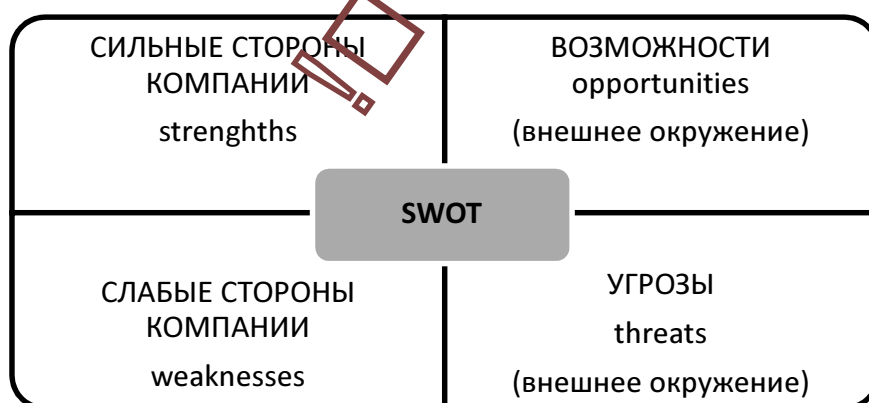 СИЛЬНЫЕ СТОРОНЫ
КОМПАНИИ
strenghths
ВОЗМОЖНОСТИ
opportunities
(внешнее окружение)
SWOT
СЛАБЫЕ СТОРОНЫ
КОМПАНИИ
weaknesses
УГРОЗЫ
threats
(внешнее окружение)